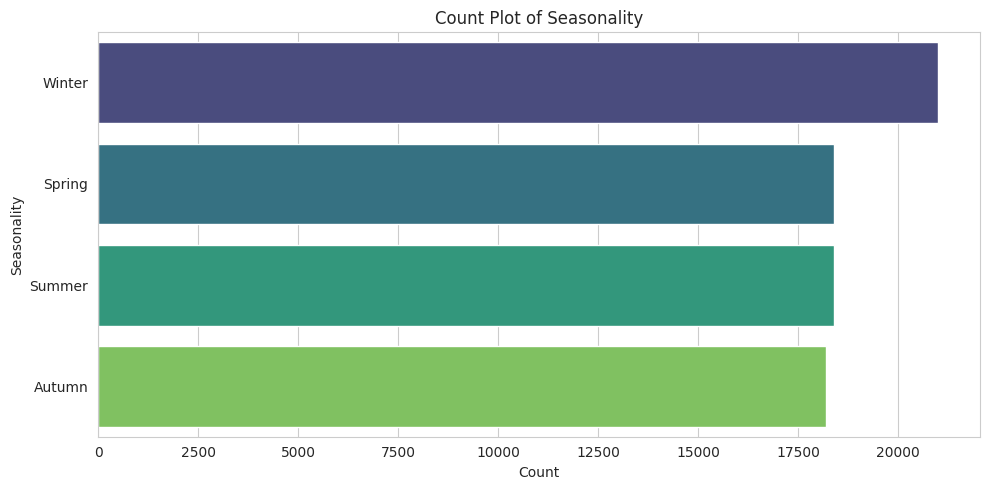 Count Plot of Seasonality
Seasonality
Winter
Spring
Summer
Autumn
0 2500 5000 7500 10000 12500 15000 17500 20000
Count